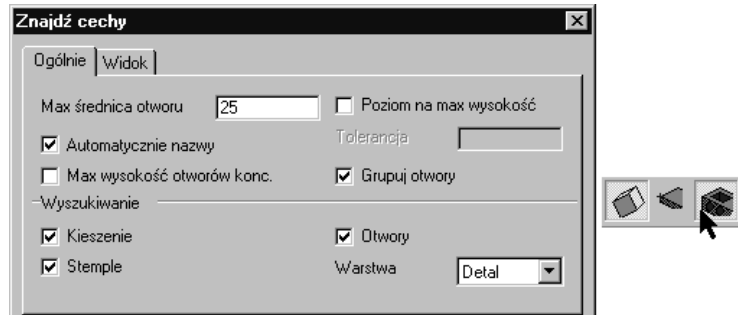 Znajdź cechy
Ogólnie Widok
Max średnica otworu 25 Poziom na max wysokość
Automatycznie nazwy Tolerancja
Max wysokość otworów konc. Grupuj otwory
Wyszukiwanie
Kieszenie Otwory
Stemple Warstwa Detal